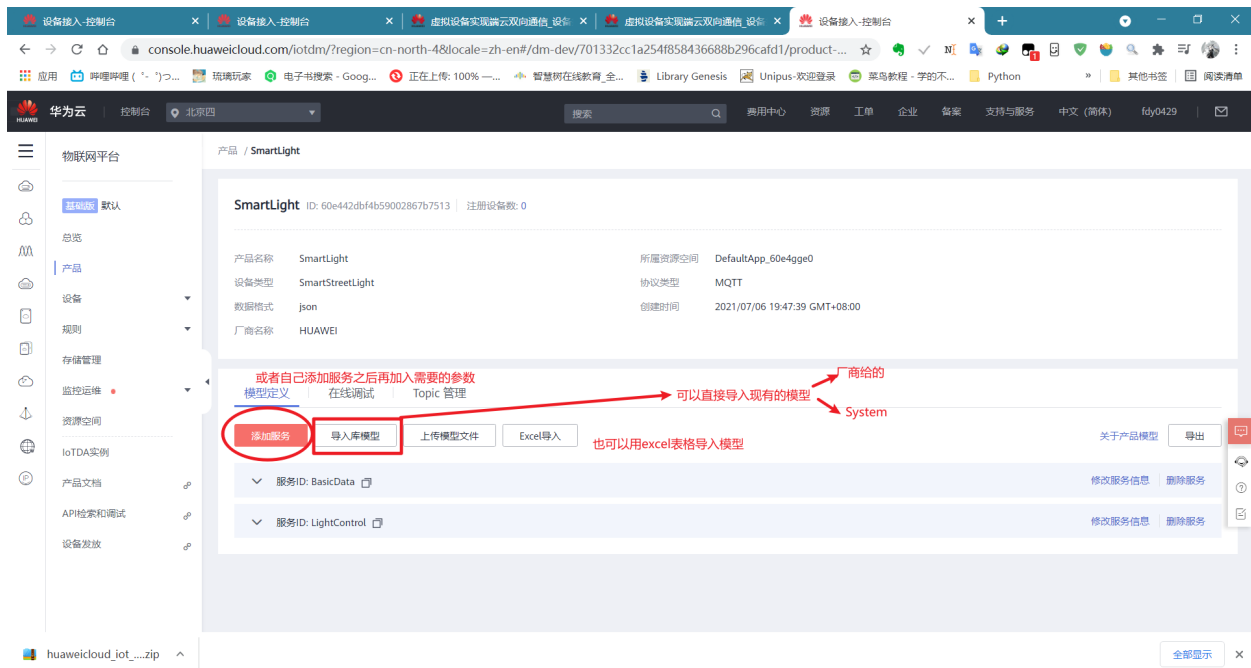 设备接入-控制台
设备接入-控制台
虚拟设备实现端云双向通信_设备
虚拟设备实现端云双向通信_设备
设备接入-控制台
console.huaweicloud.com/iotdm/?region=cn-north-4&locale=zh-en#/dm-dev/701332cc1a254f858436688b296cafd1/product-...
应用
哔哩哔哩 ( ゜- ゜)つ...
琉璃玩家
电子书搜索 - Goog...
正在上传: 100% —...
智慧树在线教育_全...
Library Genesis
Unipus-欢迎登录
菜鸟教程 - 学的不...
Python
»
其他书签
阅读清单
HUAWEI
华为云
控制台
北京四
搜索
费用中心
资源
工单
企业
备案
支持与服务
中文 (简体)
fdy0429
物联网平台
产品 / SmartLight
基础版 默认
总览
产品
设备
规则
存储管理
监控运维
资源空间
IoTDA实例
产品文档
API检索和调试
设备发放
SmartLight ID: 60e442dbf4b59002867b7513 注册设备数: 0
产品名称 SmartLight
所属资源空间 DefaultApp_60e4gge0
设备类型 SmartStreetLight
协议类型 MQTT
数据格式 json
创建时间 2021/07/06 19:47:39 GMT+08:00
厂商名称 HUAWEI
或者自己添加服务之后再加入需要的参数
厂商给的
模型定义
在线调试
Topic 管理
可以直接导入现有的模型
System
添加服务
导入库模型
上传模型文件
Excel导入
也可以用excel表格导入模型
关于产品模型
导出
服务ID: BasicData
修改服务信息
删除服务
服务ID: LightControl
修改服务信息
删除服务
huaweicloud_iot_....zip
全部显示